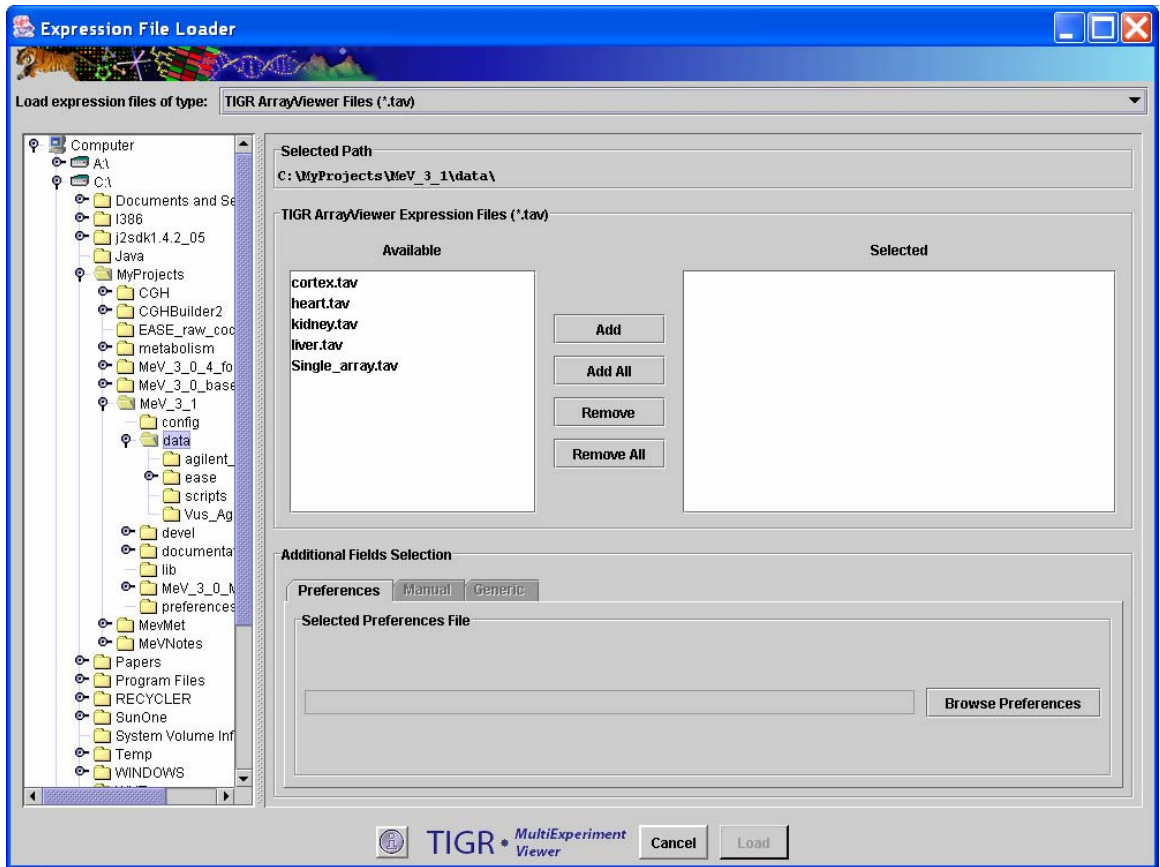 Expression File Loader
Load expression files of type: TIGR ArrayViewer Files (*.tav)
Computer
A:\
C:\
Documents and Se
I386
j2sdk1.4.2_05
Java
MyProjects
CGH
CGHBuilder2
EASE_raw_coc
metabolism
MeV_3_0_4_fo
MeV_3_0_base
MeV_3_1
config
data
agilent_
ease
scripts
Vus_Ag
devel
documenta
lib
MeV_3_0_M
preferences
MevMet
MeVNotes
Papers
Program Files
RECYCLER
SunOne
System Volume Inf
Temp
WINDOWS
Selected Path
C:\MyProjects\MeV_3_1\data\
TIGR ArrayViewer Expression Files (*.tav)
Available Selected
cortex.tav
heart.tav
kidney.tav
liver.tav
Single_array.tav
Add
Add All
Remove
Remove All
Additional Fields Selection
Preferences Manual Generic
Selected Preferences File
Browse Preferences
TIGR • MultiExperiment
Viewer
Cancel Load